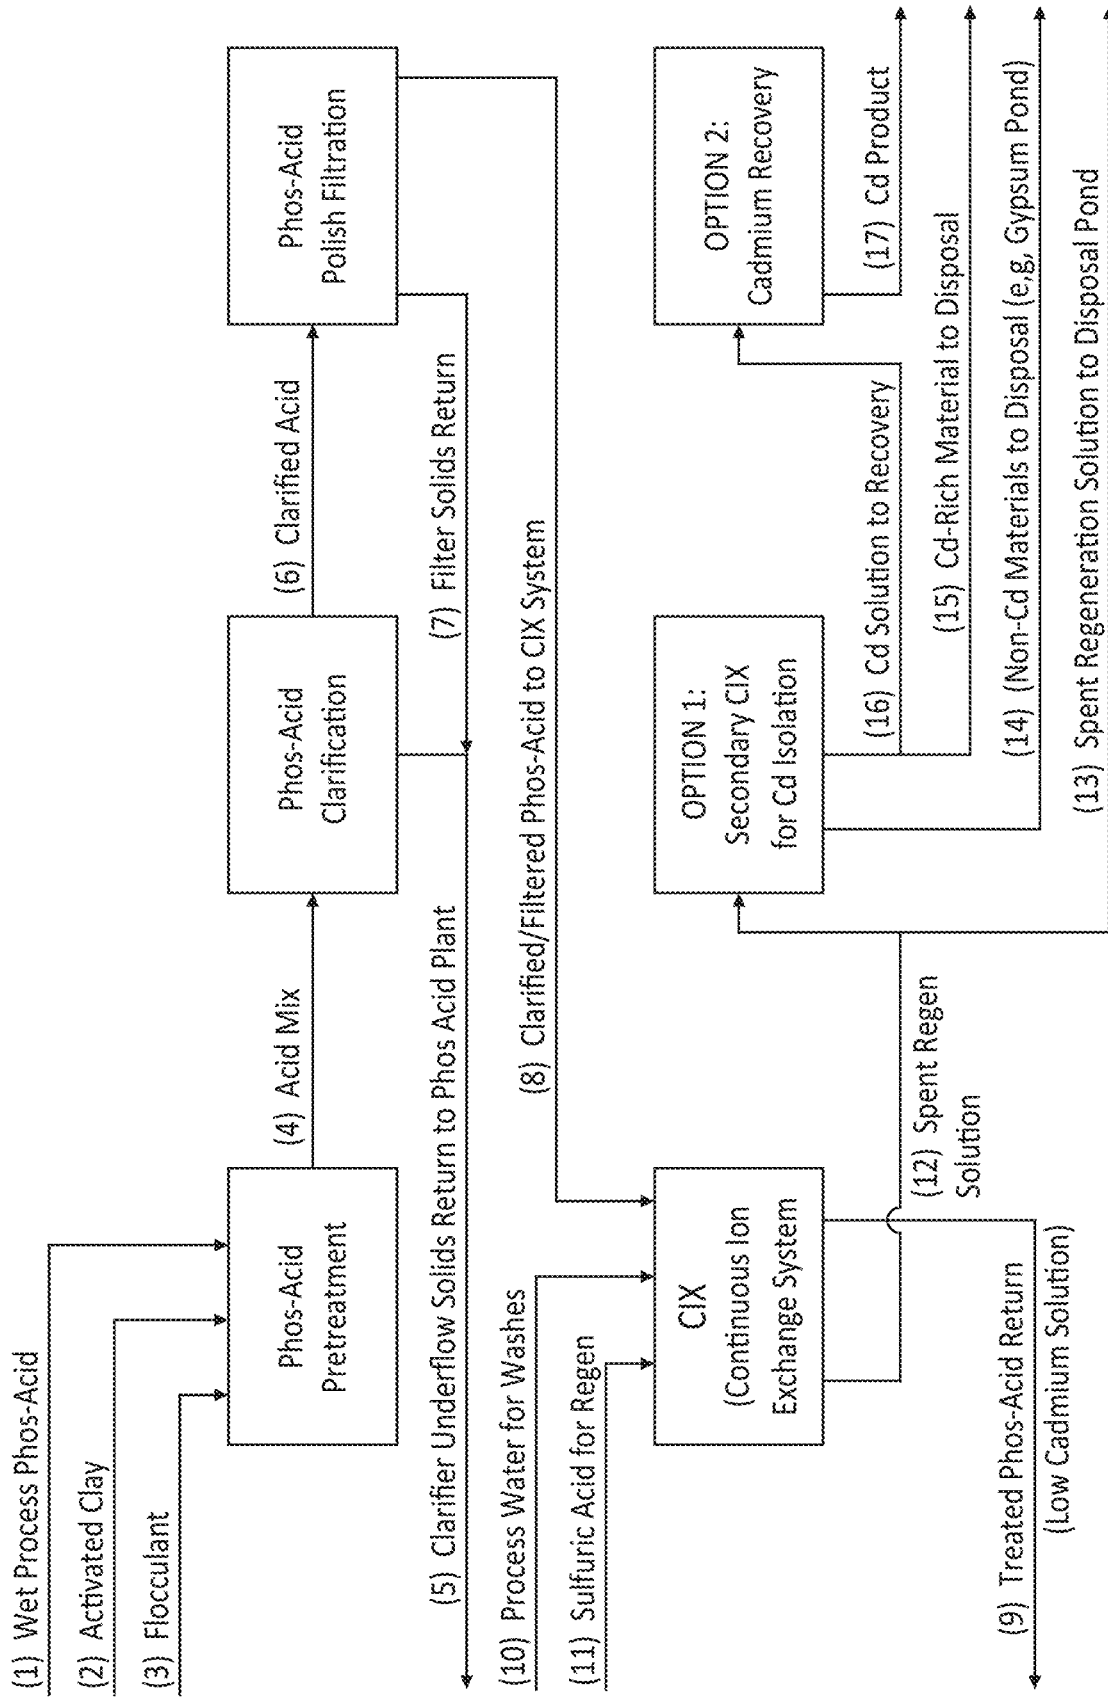 (1) Wet Process Phos-Acid
(2) Activated Clay
(3) Flocculant
Phos-Acid
Pretreatment
(4) Acid Mix
Phos-Acid
Clarification
(6) Clarified Acid
Phos-Acid
Polish Filtration
(7) Filter Solids Return
(5) Clarifier Underflow Solids Return to Phos Acid Plant
(8) Clarified/Filtered Phos-Acid to CIX System
(10) Process Water for Washes
(11) Sulfuric Acid for Regen
CIX
(Continuous Ion
Exchange System)
OPTION 1:
Secondary CIX
for Cd Isolation
OPTION 2:
Cadmium Recovery
(17) Cd Product
(16) Cd Solution to Recovery
(15) Cd-Rich Material to Disposal
(14) (Non-Cd Materials to Disposal (e,g, Gypsum Pond)
(13) Spent Regeneration Solution to Disposal Pond
(12) Spent Regen
Solution
(9) Treated Phos-Acid Return
(Low Cadmium Solution)